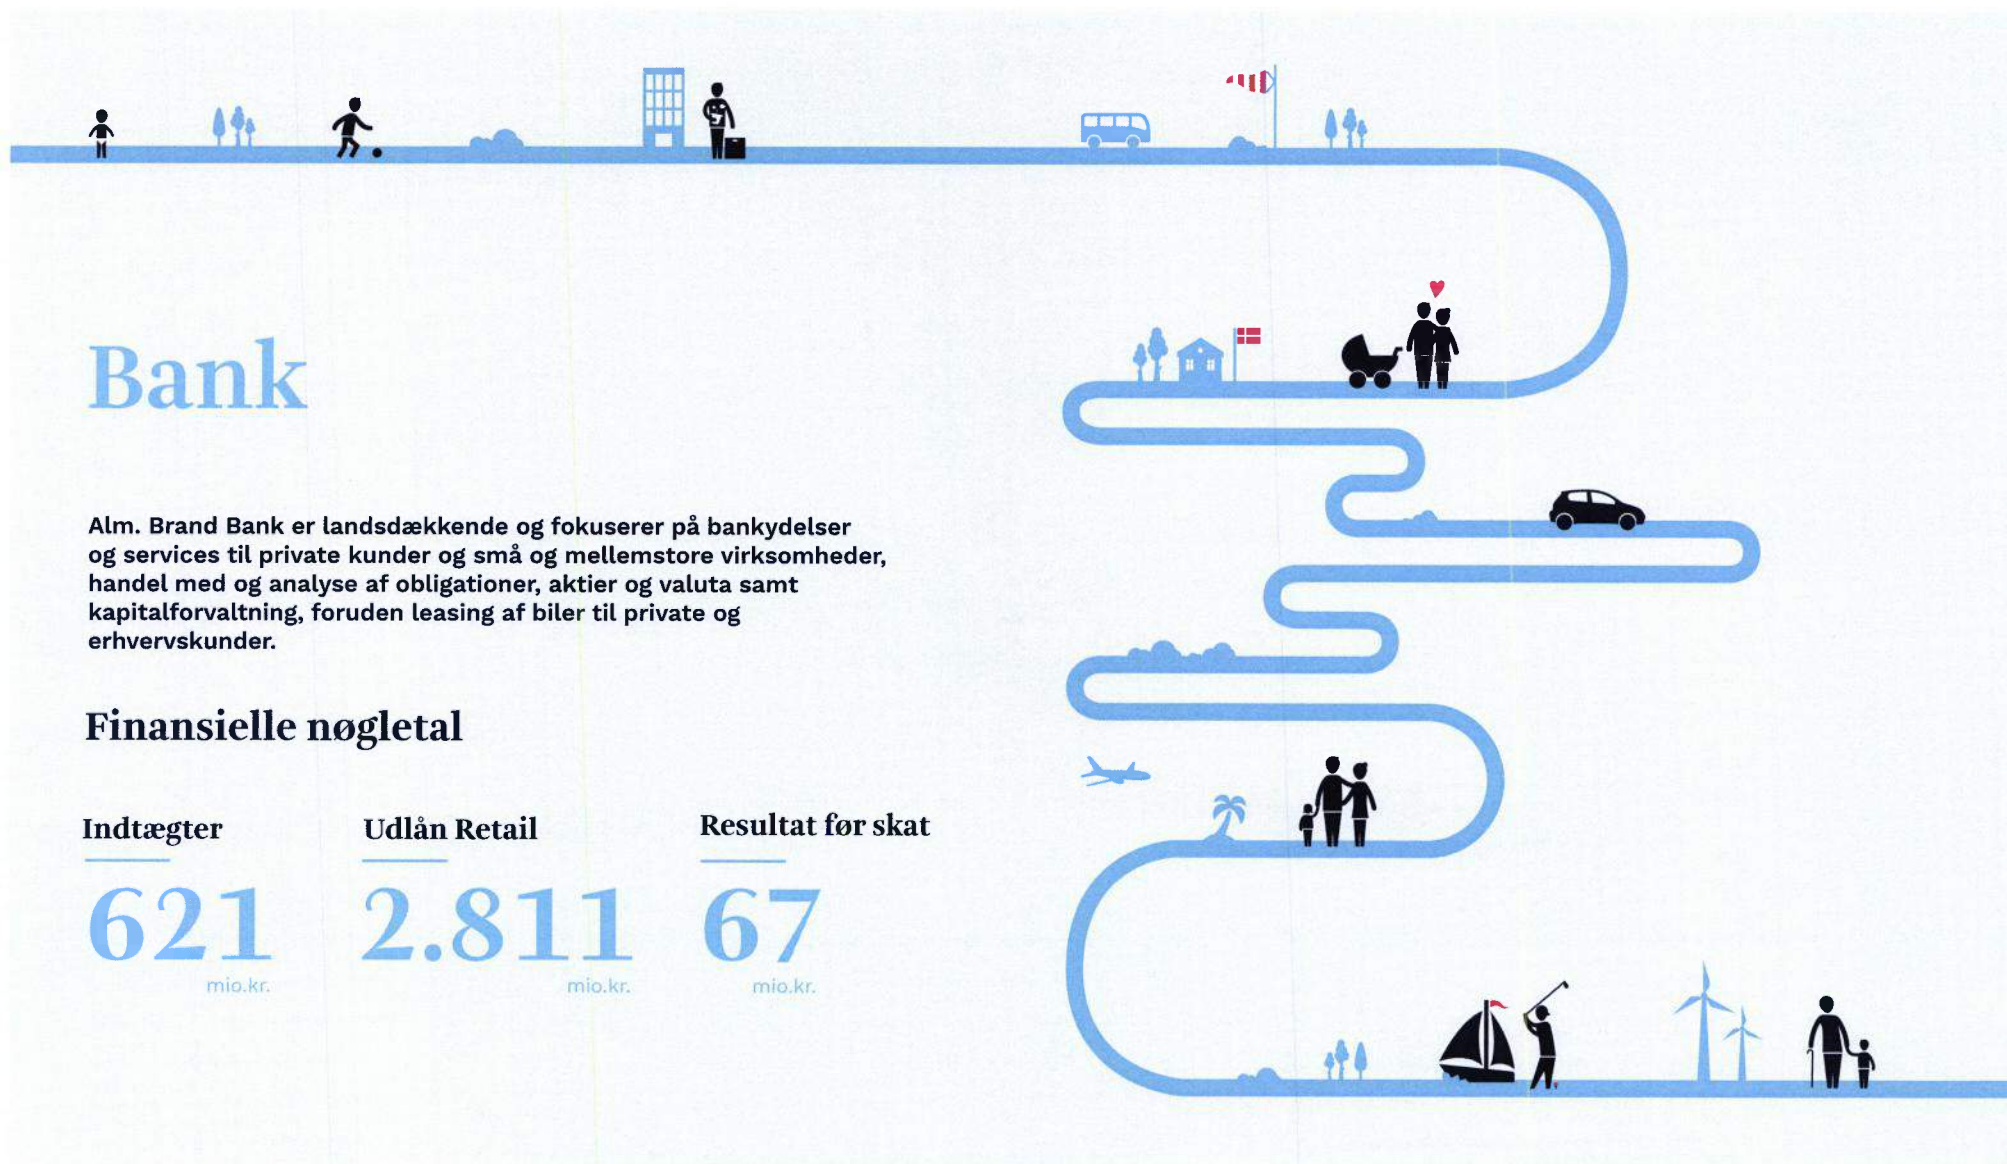 Bank
Alm. Brand Bank er landsdækkende og fokuserer på bankydelser
og services til private kunder og små og mellemstore virksomheder,
handel med og analyse af obligationer, aktier og valuta samt
kapitalforvaltning, foruden leasing af biler til private og
erhvervskunder.
Finansielle nøgletal
Indtægter
Udlån Retail
Resultat før skat
621
2.811
67
mio.kr.
mio.kr.
mio.kr.